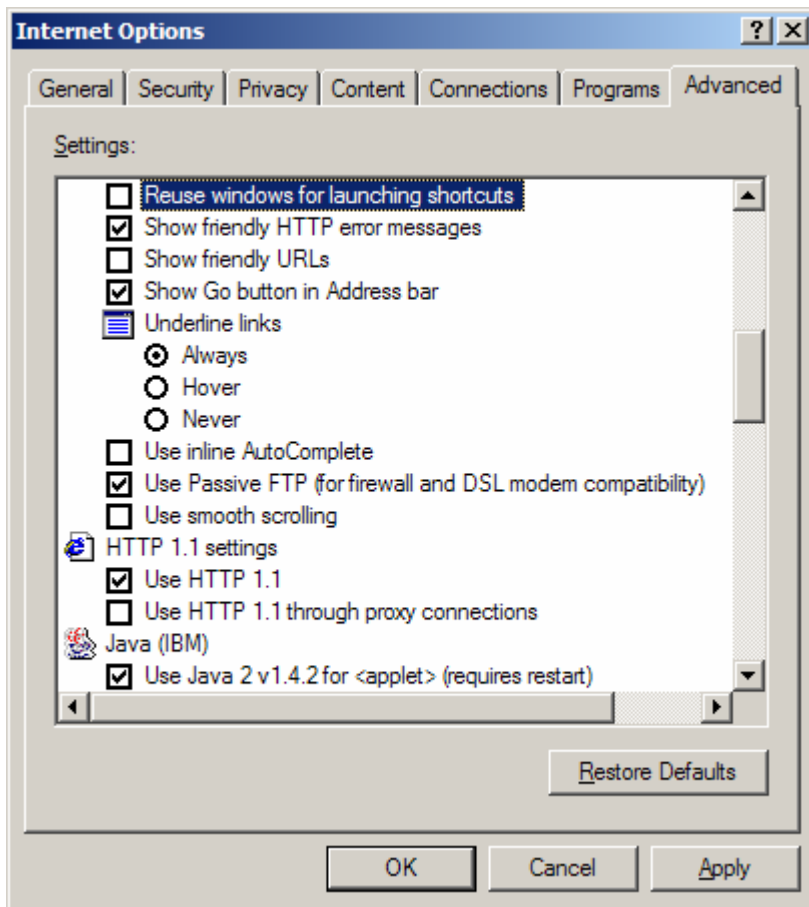 Internet Options
General Security Privacy Content Connections Programs Advanced
Settings:
Reuse windows for launching shortcuts
Show friendly HTTP error messages
Show friendly URLs
Show Go button in Address bar
Underline links
Always
Hover
Never
Use inline AutoComplete
Use Passive FTP (for firewall and DSL modem compatibility)
Use smooth scrolling
HTTP 1.1 settings
Use HTTP 1.1
Use HTTP 1.1 through proxy connections
Java (IBM)
Use Java 2 v1.4.2 for <applet> (requires restart)
Restore Defaults
OK Cancel Apply